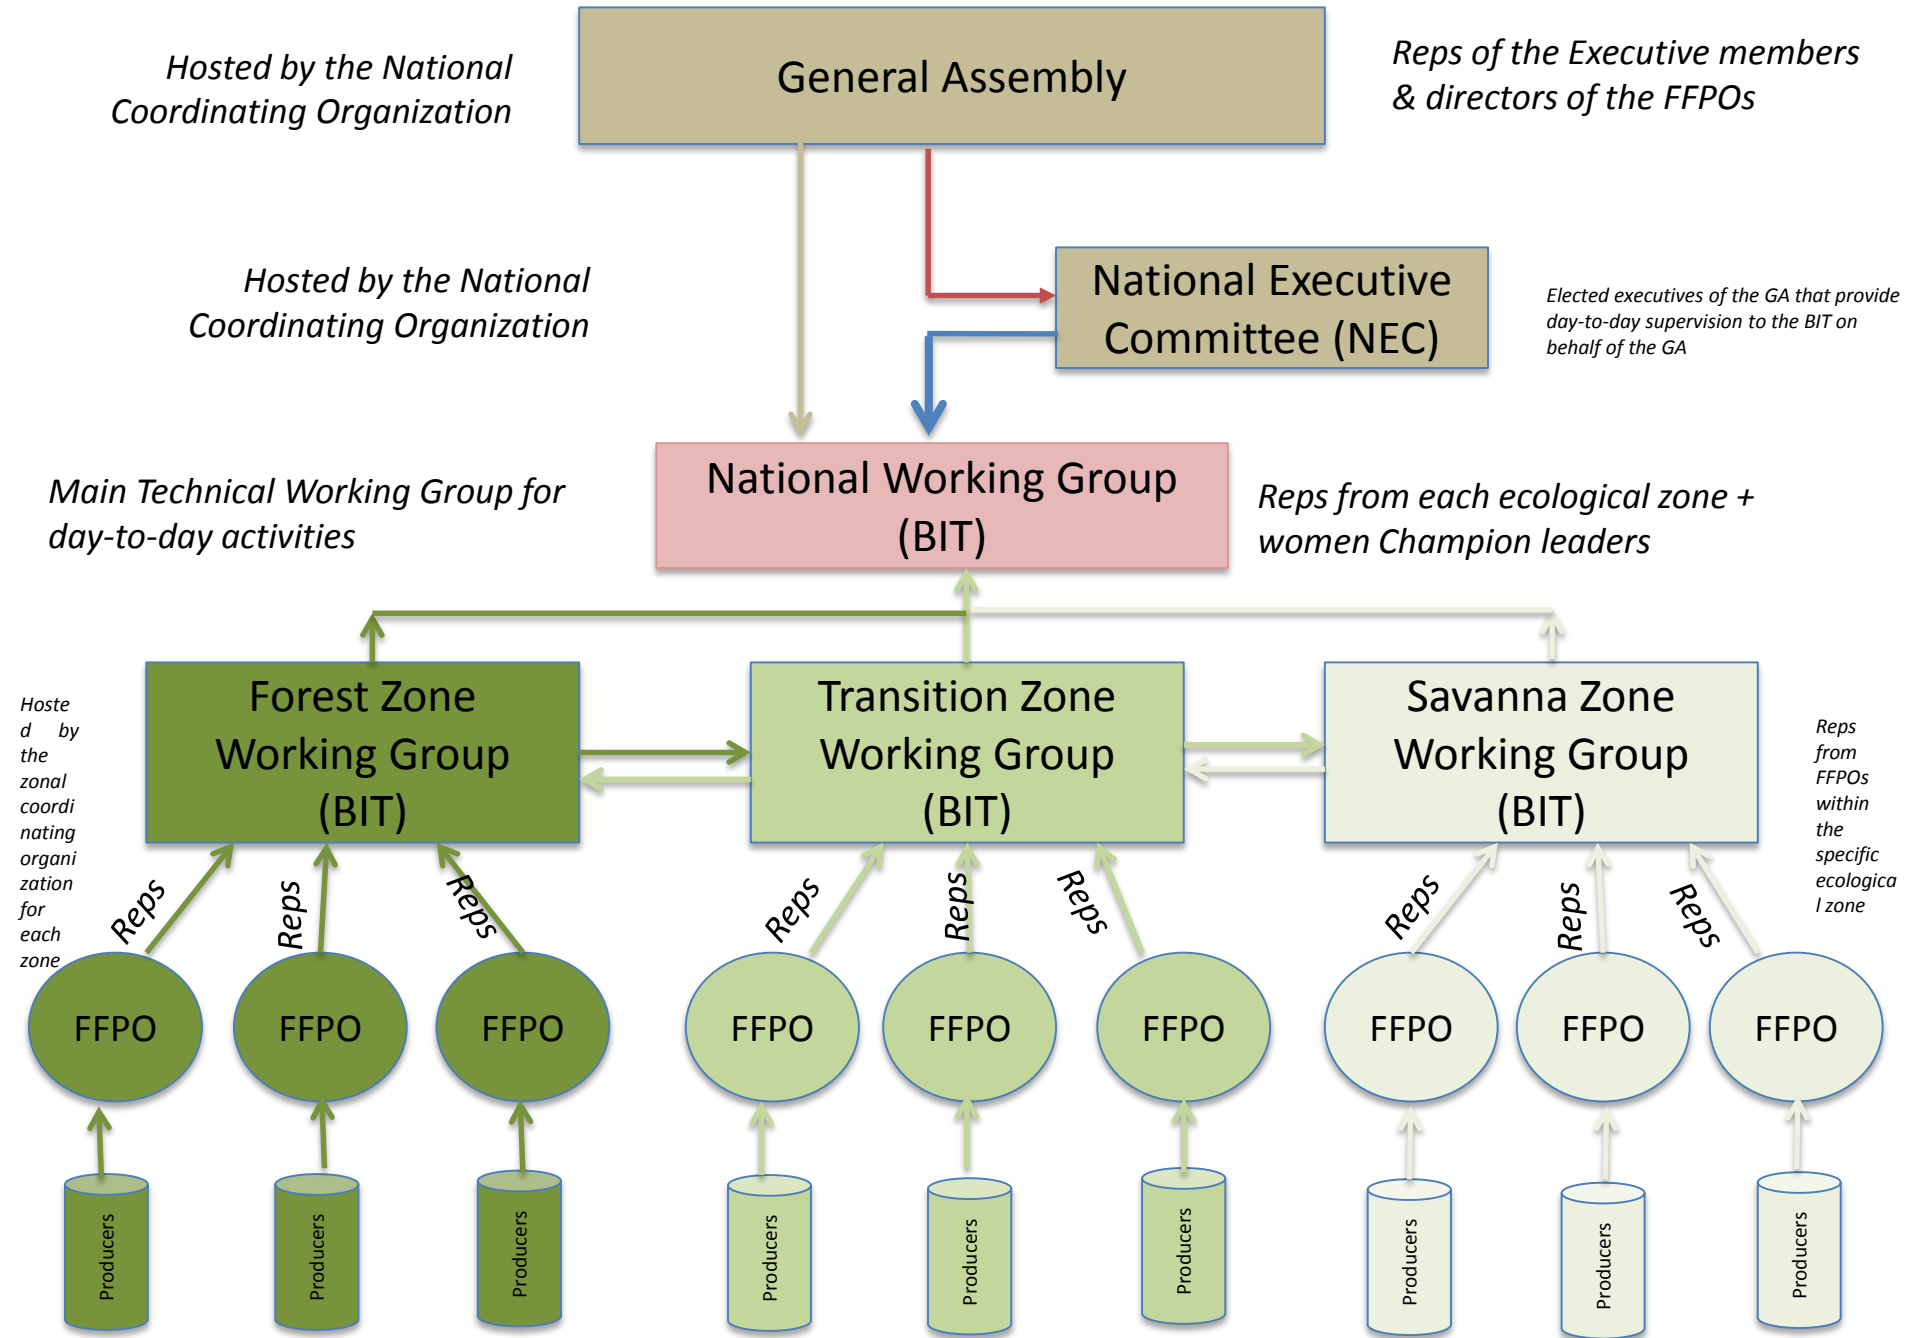 Hosted by the National
Coordinating Organization
General Assembly
Reps of the Executive members
& directors of the FFPOs
Hosted by the National
Coordinating Organization
National Executive
Committee (NEC)
Elected executives of the GA that provide
day-to-day supervision to the BIT on
behalf of the GA
Main Technical Working Group for
day-to-day activities
National Working Group
(BIT)
Reps from each ecological zone +
women Champion leaders
Hoste
d by
the
zonal
coordi
nating
organi
zation
for
each
zone
Forest Zone
Working Group
(BIT)
Transition Zone
Working Group
(BIT)
Savanna Zone
Working Group
(BIT)
Reps
from
FFPOs
within
the
specific
ecologica
l zone
Reps
Reps
Reps
Reps
Reps
Reps
Reps
Reps
Reps
FFPO
FFPO
FFPO
FFPO
FFPO
FFPO
FFPO
FFPO
FFPO
Producers
Producers
Producers
Producers
Producers
Producers
Producers
Producers
Producers